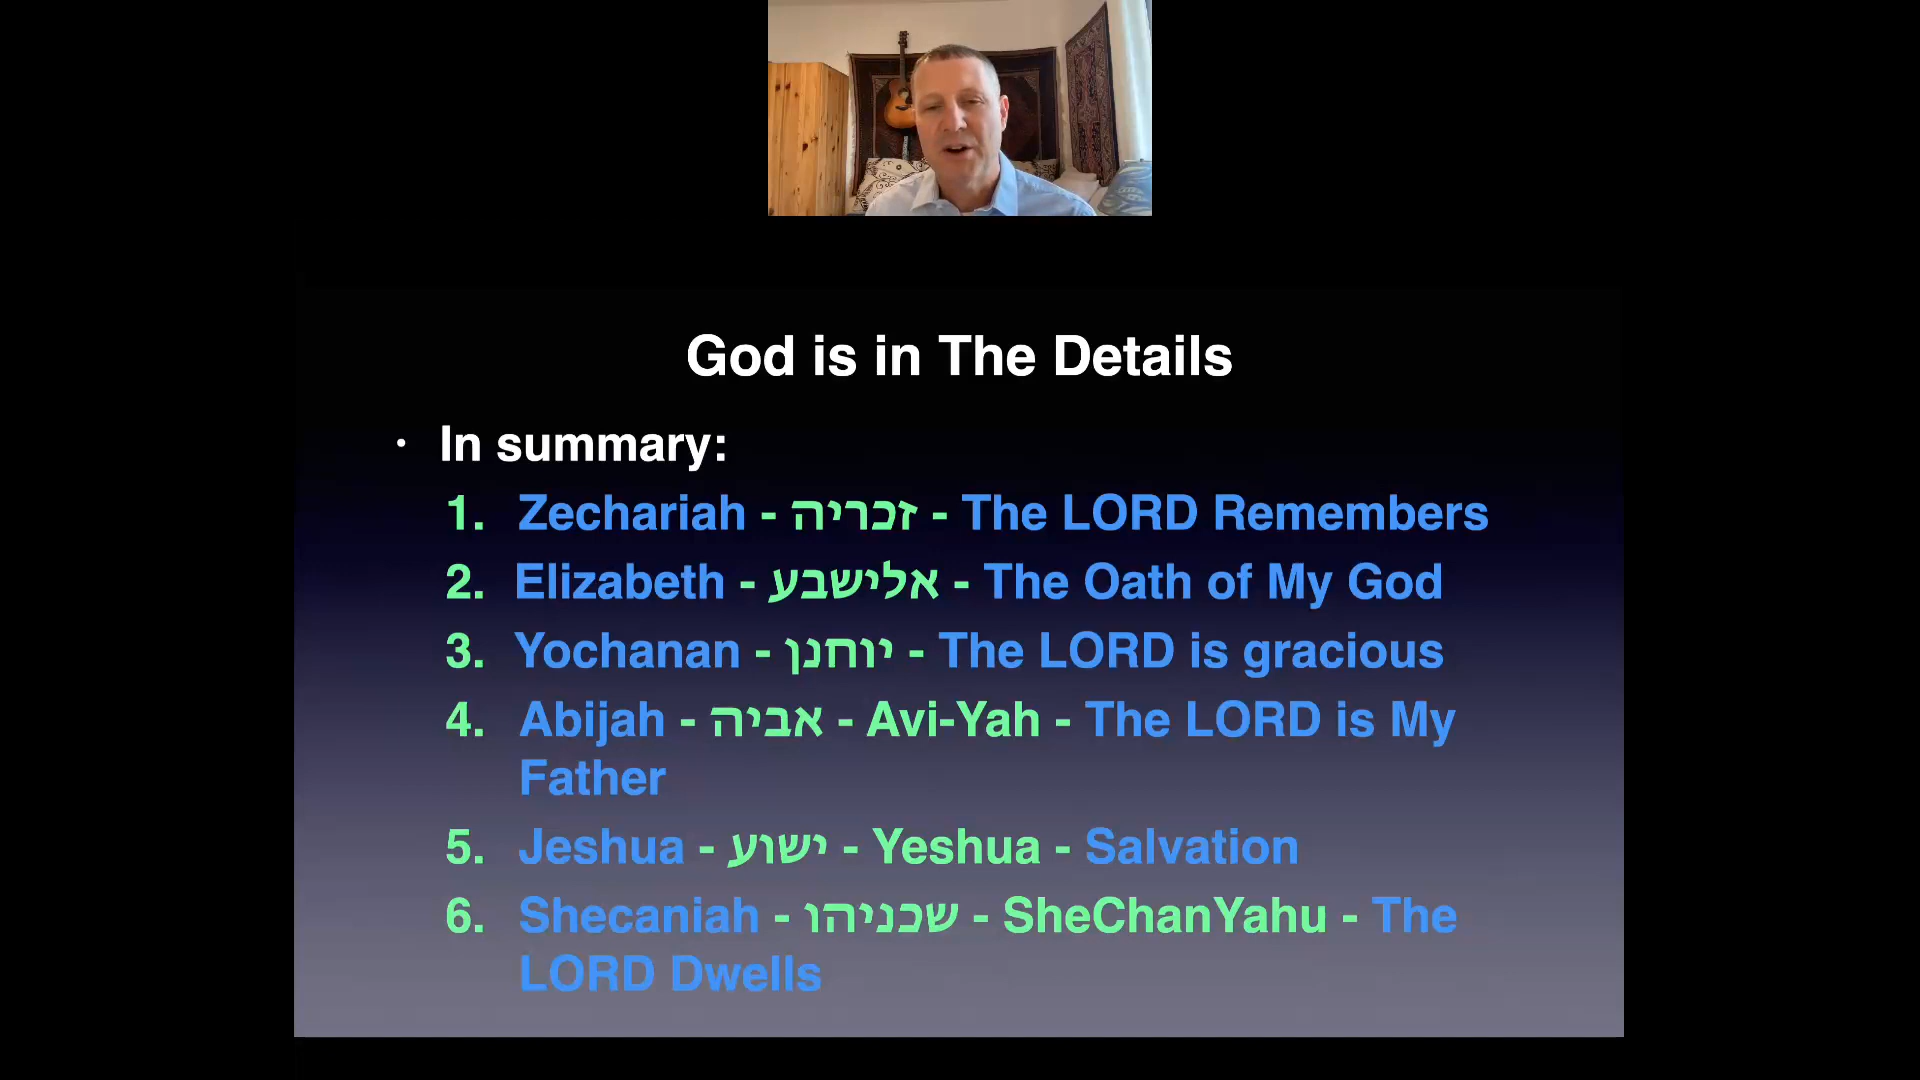 God is in The Details
• In summary:
1. Zechariah - זכריה - The LORD Remembers
2. Elizabeth - אלישבע - The Oath of My God
3. Yochanan - יוחנן - The LORD is gracious
4. Abijah - אביה - Avi-Yah - The LORD is My
Father
5. Jeshua - ישוע - Yeshua - Salvation
6. Shecaniah - שכניהו - SheChanYahu - The
LORD Dwells